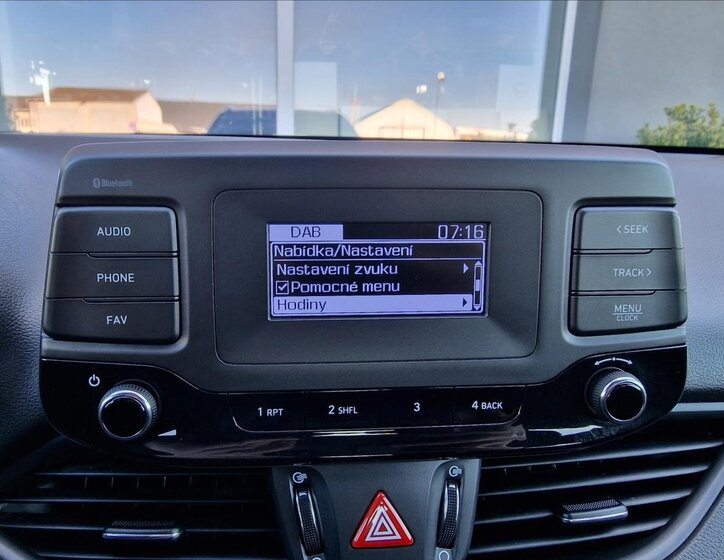 Bluetooth
AUDIO
PHONE
FAV
DAB 07:16
Nabídka/Nastavení
Nastavení zvuku
Pomocné menu
Hodiny
< SEEK
TRACK >
MENU
CLOCK
1 RPT
2 SHFL
3
4 BACK